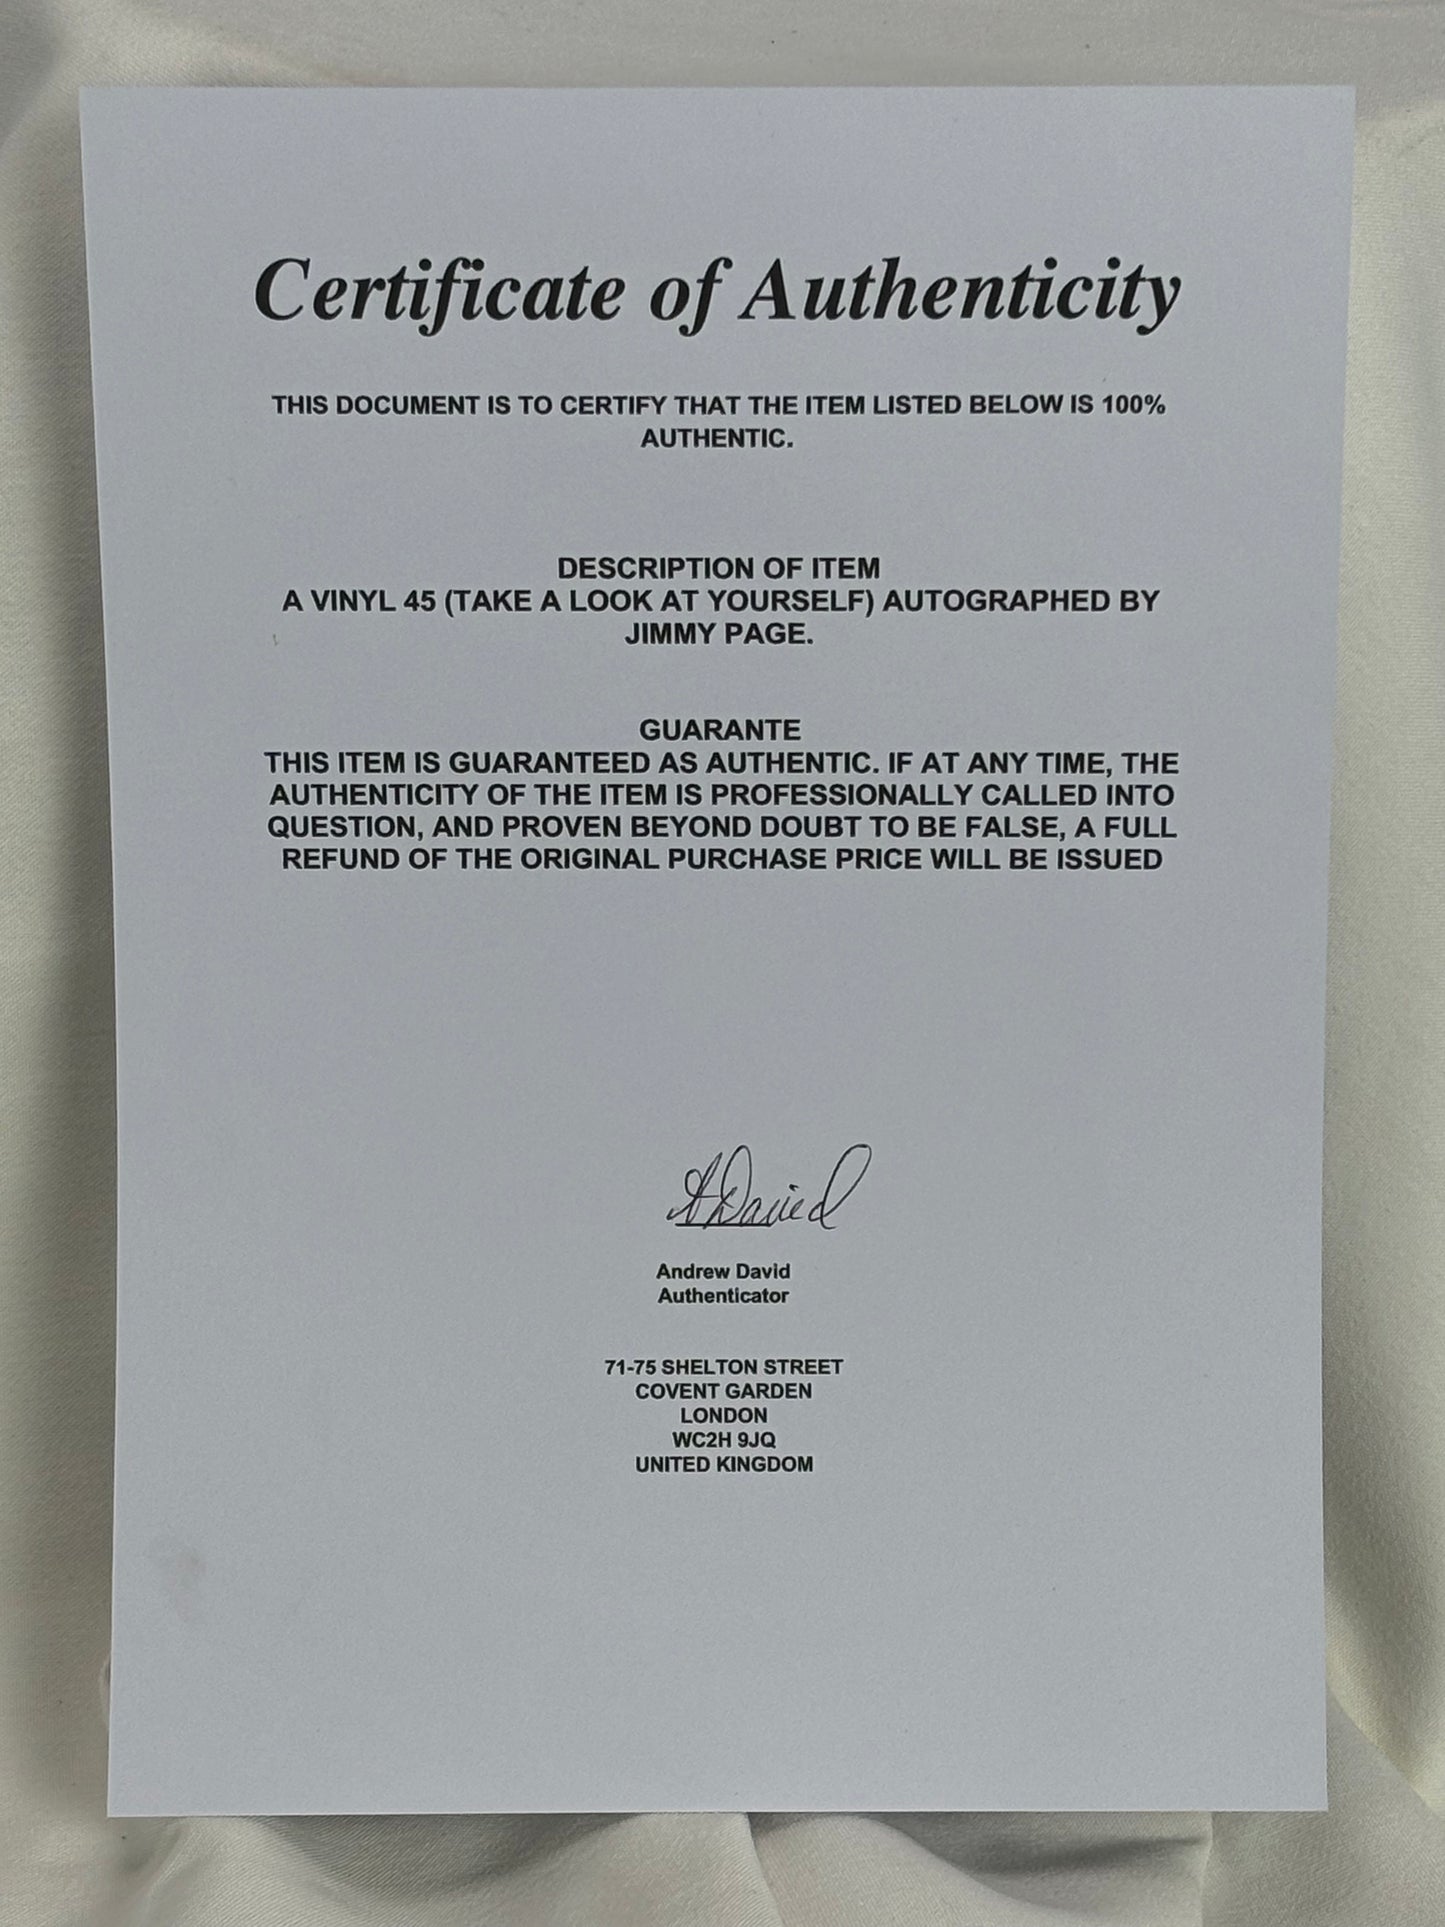 Certificate of Authenticity
THIS DOCUMENT IS TO CERTIFY THAT THE ITEM LISTED BELOW IS 100%
AUTHENTIC.
DESCRIPTION OF ITEM
A VINYL 45 (TAKE A LOOK AT YOURSELF) AUTOGRAPHED BY
JIMMY PAGE.
GUARANTE
THIS ITEM IS GUARANTEED AS AUTHENTIC. IF AT ANY TIME, THE
AUTHENTICITY OF THE ITEM IS PROFESSIONALLY CALLED INTO
QUESTION, AND PROVEN BEYOND DOUBT TO BE FALSE, A FULL
REFUND OF THE ORIGINAL PURCHASE PRICE WILL BE ISSUED
A David
Andrew David
Authenticator
71-75 SHELTON STREET
COVENT GARDEN
LONDON
WC2H 9JQ
UNITED KINGDOM